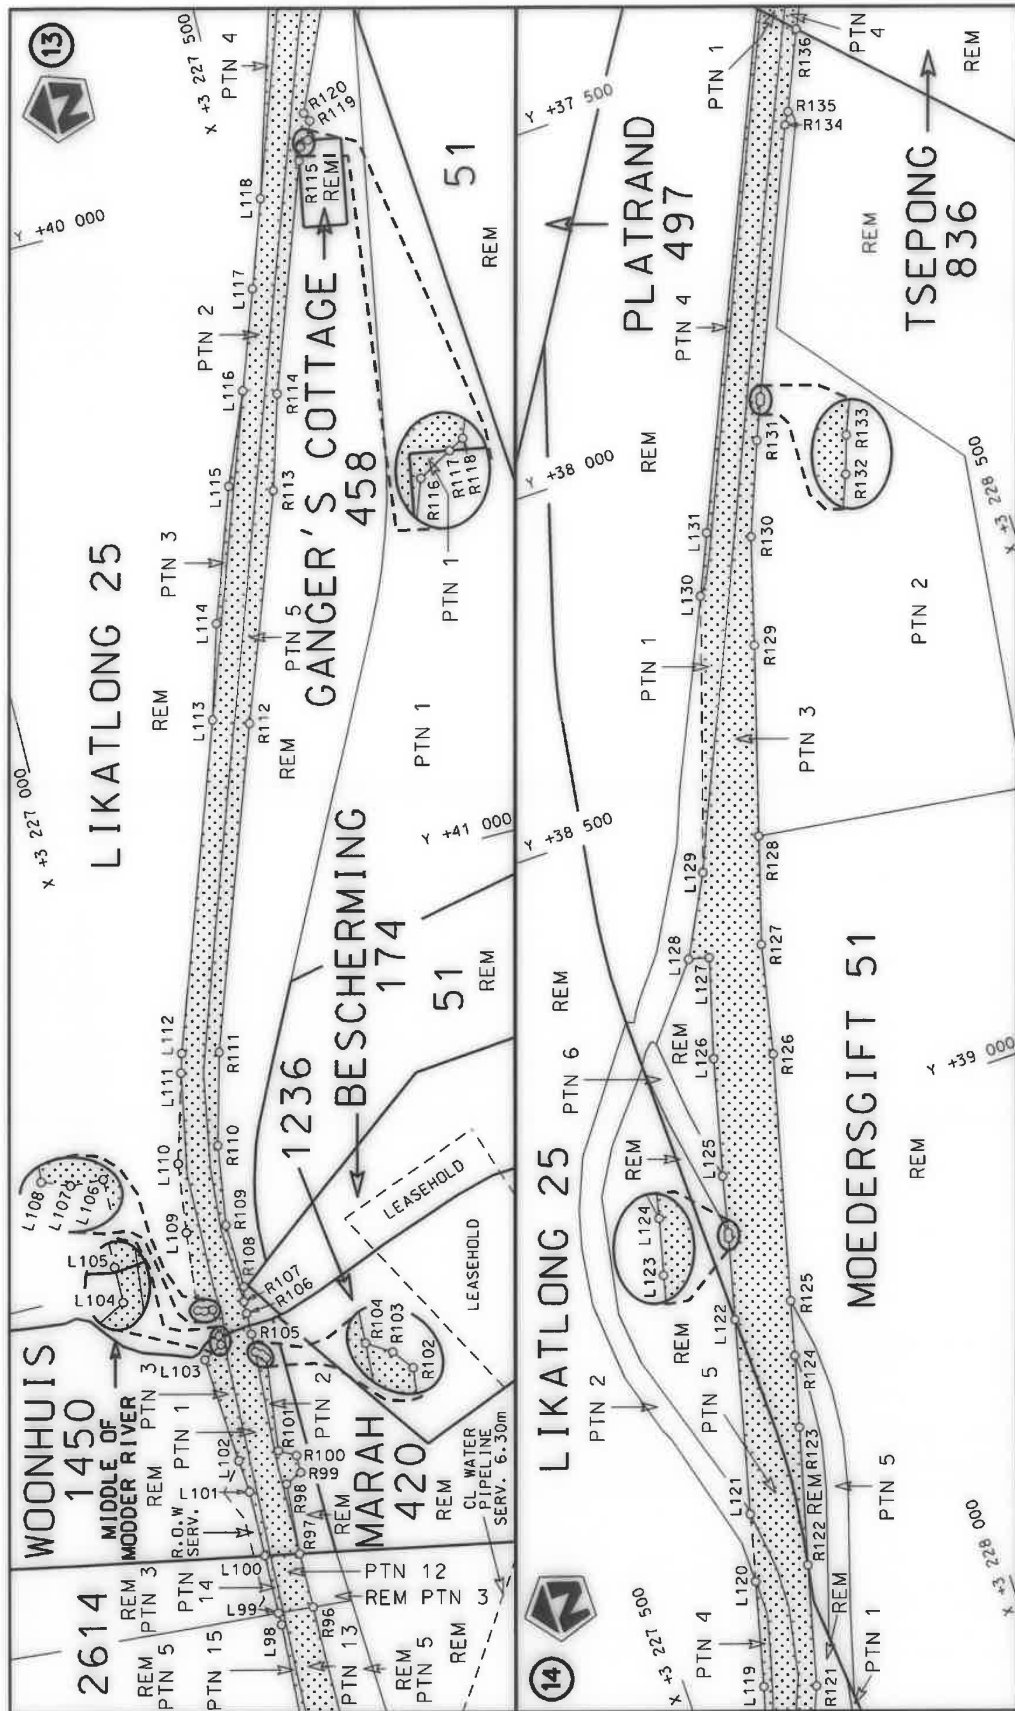 13
N
X +3 227 500
PTN 4
Y +40 000
R120
R119
R115
REM1
L118
L117
PTN 2
L116
R114
L115
R113
GANGER'S COTTAGE
458
51
REM
R116
R117
R118
PTN 1
LIKATLONG 25
PTN 3
L114
PTN 5
REM
L113
R112
REM
PTN 1
X +3 227 000
Y +41 000
BESCHERMING
174
51
REM
1236
L112
L111
R111
L110
R110
L109
R109
R108
R107
R106
R105
L108
L107
L106
L105
L104
LEASEHOLD
LEASEHOLD
R104
R103
R102
WOONHUIS
1450
MIDDLE OF
MODDER RIVER
L103
PTN 3
PTN 1
REM
L102
L101
R.O.W
SERV.
R101
PTN 2
R100
R99
R98
R97
REM
MARAH
420
REM
CL WATER
PIPELINE
SERV. 6.30m
L100
L99
L98
R96
2614
REM
PTN 3
PTN
14
REM
PTN 5
PTN 15
PTN 12
REM PTN 3
PTN 13
REM
PTN 5
REM
14
N
Y +37 500
PTN 1
PTN
4
R136
R135
R134
REM
PLATRAND
497
TSEPONG
836
REM
PTN 4
Y +38 000
REM
R131
R132
R133
X +3 228 500
L131
R130
L130
PTN 1
R129
PTN 2
PTN 3
Y +38 500
L129
R128
L128
L127
R127
REM
REM
L126
R126
PTN 6
Y +39 000
MOEDERSGIFT 51
REM
LIKATLONG 25
REM
L125
L124
L123
L122
R125
REM
R124
PTN 2
PTN 5
R123
L121
REM
R122
PTN 5
L120
X +3 228 000
X +3 227 500
PTN 4
L119
R121
REM
PTN 1